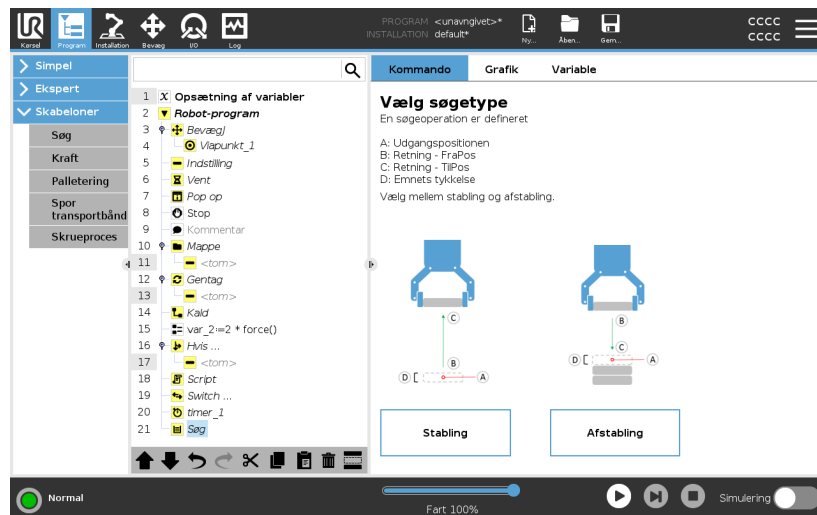 UR
Kørsel
Program
Installation
Bevæg
I/O
Log
PROGRAM <unavngivet>*
INSTALLATION default*
Ny...
Åben...
Gem...
cccc
cccc
Simpel
Ekspert
Skabeloner
Søg
Kraft
Palletering
Spor
transportbånd
Skrueproces
1 X Opsætning af variabler
2 Robot-program
3 BevægJ
4 Viapunkt_1
5 Indstilling
6 Vent
7 Pop op
8 Stop
9 Kommentar
10 Mappe
11 <tom>
12 Gentag
13 <tom>
14 Kald
15 var_2:=2 * force()
16 Hvis ...
17 <tom>
18 Script
19 Switch ...
20 timer_1
21 Søg
Kommando Grafik Variable
Vælg søgetype
En søgeoperation er defineret
A: Udgangspositionen
B: Retning - FraPos
C: Retning - TilPos
D: Emnets tykkelse
Vælg mellem stabling og afstabling.
C
B
D A
B
C
D A
Stabling
Afstabling
Normal
Fart 100%
Simulering